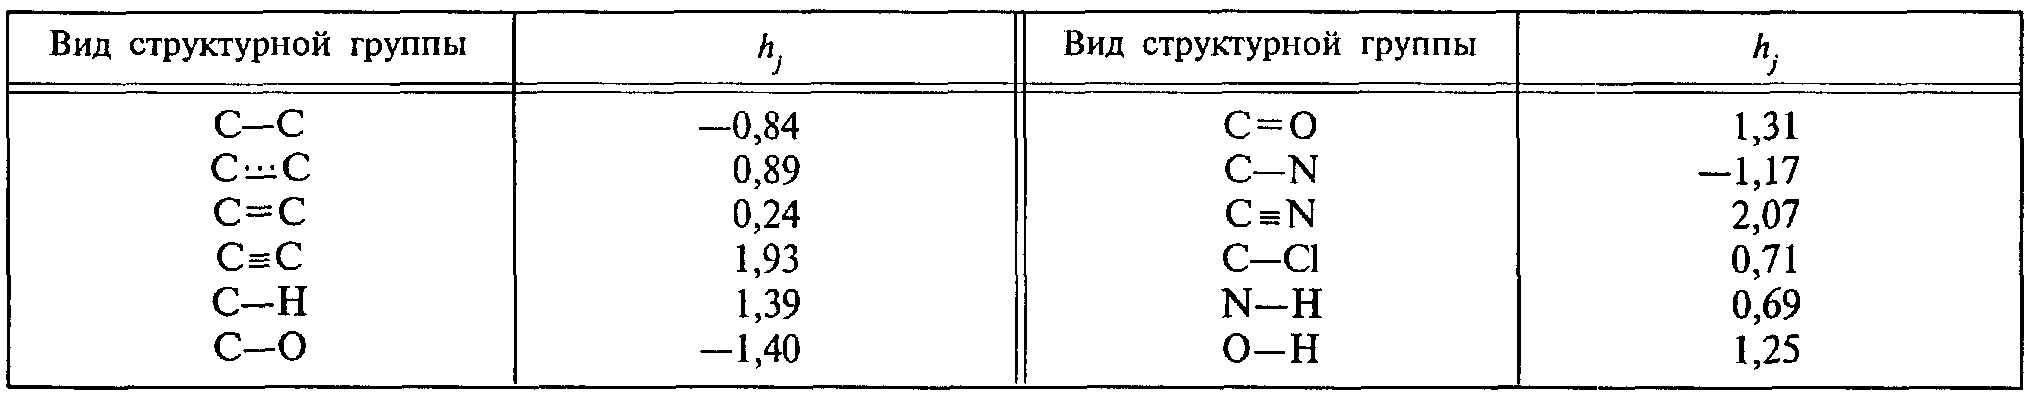 Вид структурной группы h_j Вид структурной группы h_j
C—C —0,84 C=O 1,31
C⋯C 0,89 C—N —1,17
C=C 0,24 C≡N 2,07
C≡C 1,93 C—Cl 0,71
C—H 1,39 N—H 0,69
C—O —1,40 O—H 1,25